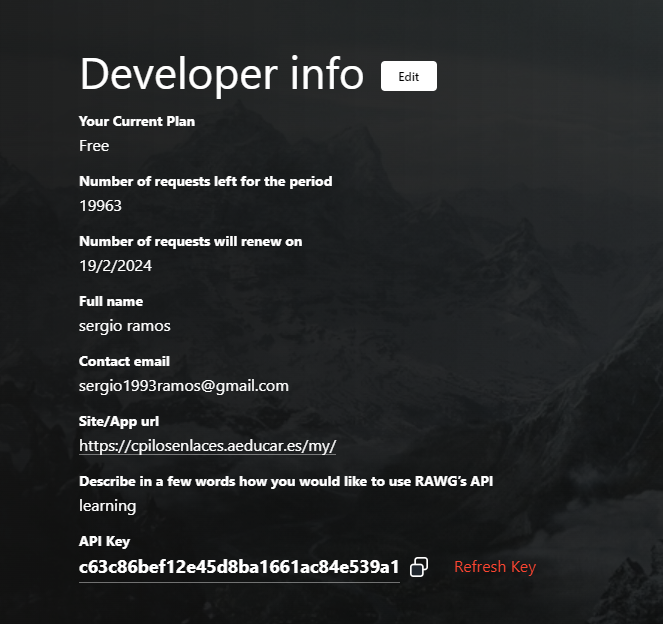 Developer info Edit
Your Current Plan
Free
Number of requests left for the period
19963
Number of requests will renew on
19/2/2024
Full name
sergio ramos
Contact email
sergio1993ramos@gmail.com
Site/App url
https://cpilosenlaces.aeducar.es/my/
Describe in a few words how you would like to use RAWG's API
learning
API Key
c63c86bef12e45d8ba1661ac84e539a1 Refresh Key